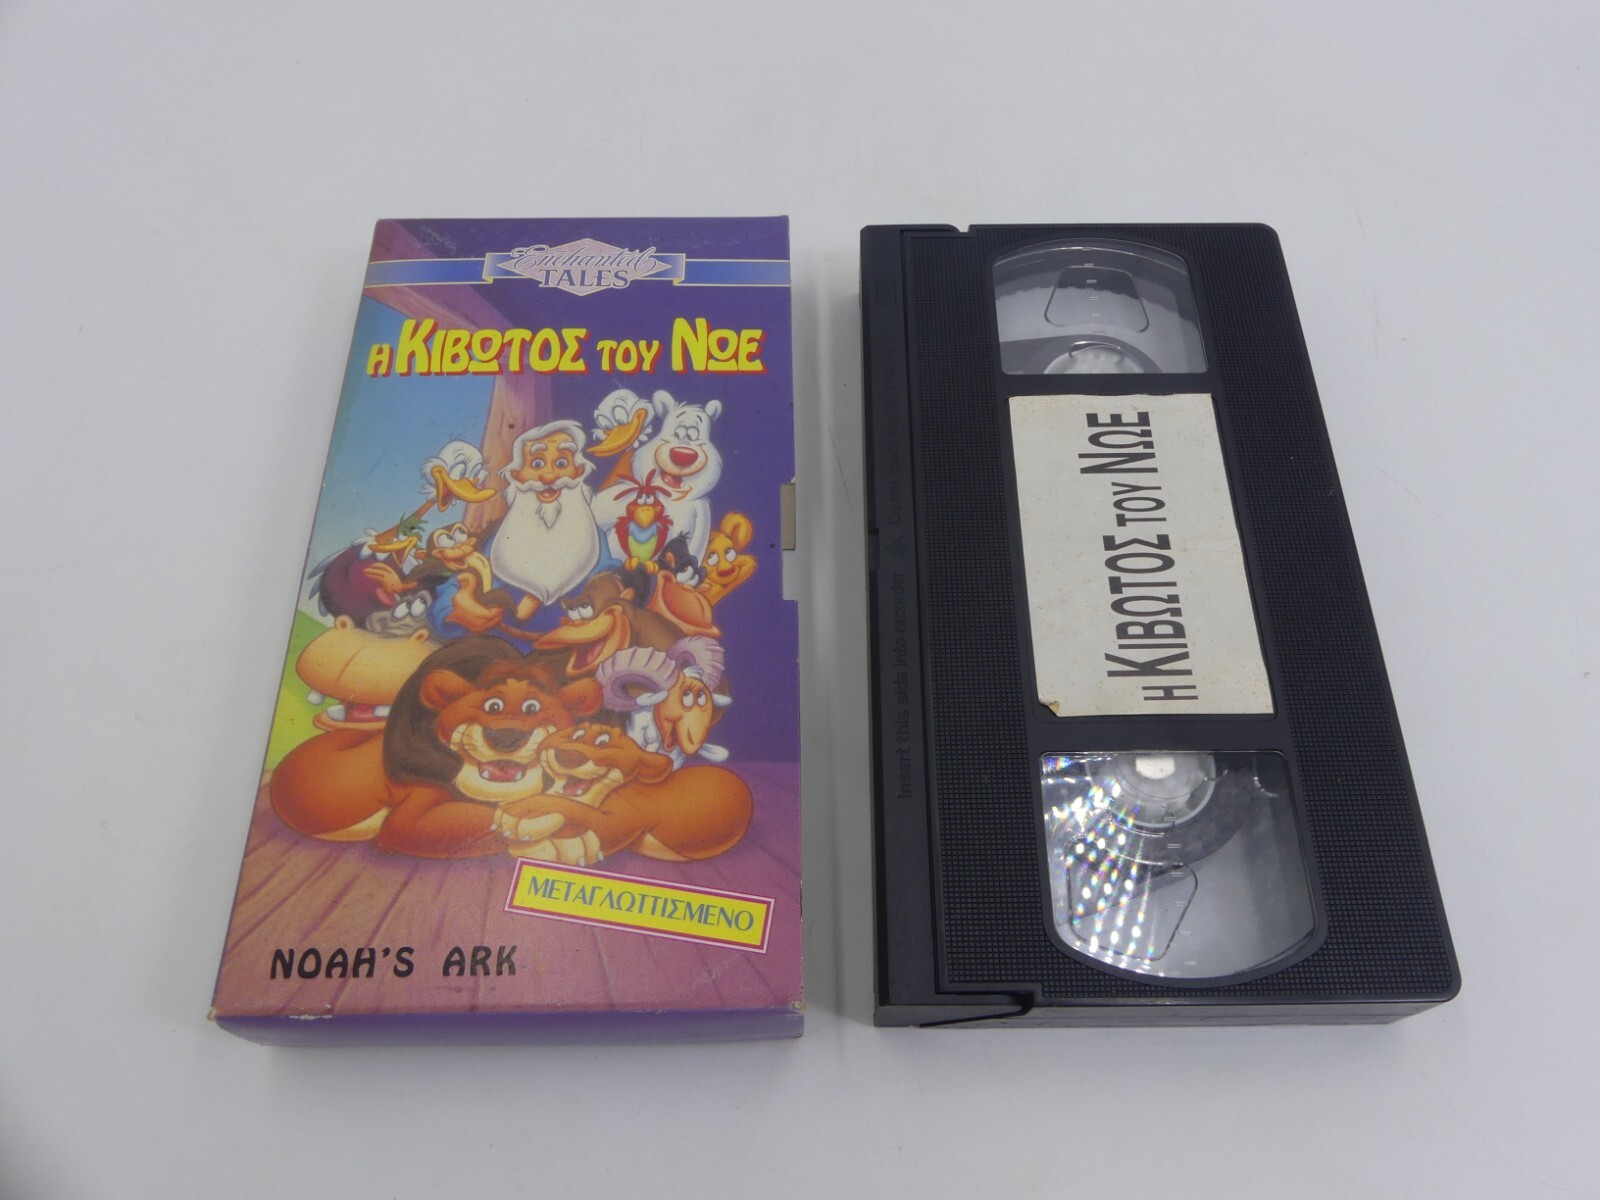 Enchanted
TALES
Η ΚΙΒΩΤΟΣ ΤΟΥ ΝΩΕ
ΜΕΤΑΓΛΩΤΤΙΣΜΕΝΟ
NOAH'S ARK
Η ΚΙΒΩΤΟΣ ΤΟΥ ΝΩΕ
Insert this side into recorder